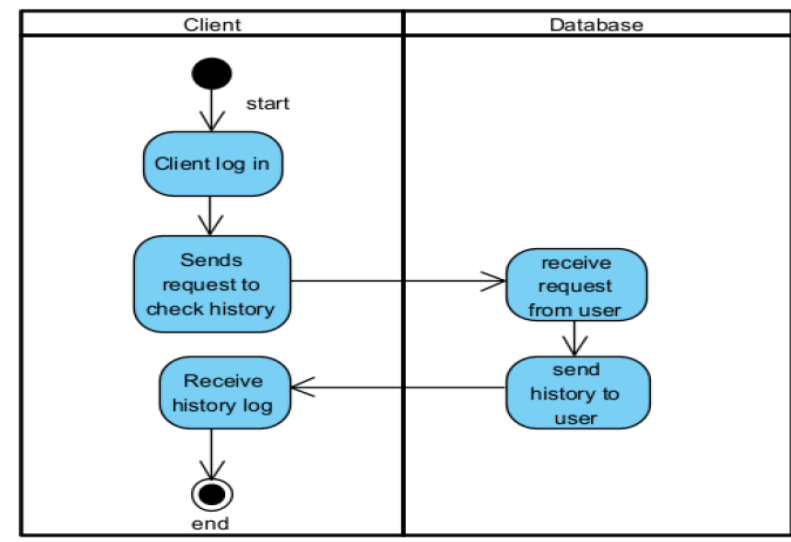 Client
Database
start
Client log in
Sends
request to
check history
receive
request
from user
send
history to
user
Receive
history log
end